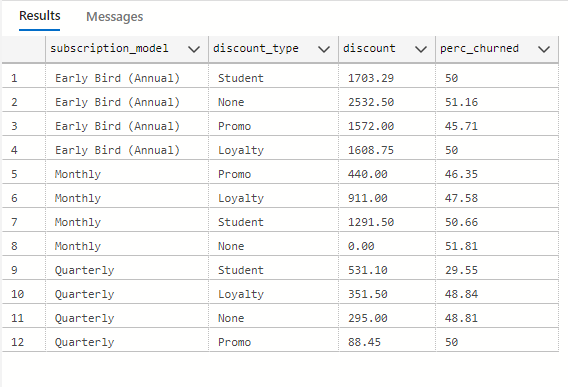 Results Messages
subscription_model discount_type discount perc_churned
1 Early Bird (Annual) Student 1703.29 50
2 Early Bird (Annual) None 2532.50 51.16
3 Early Bird (Annual) Promo 1572.00 45.71
4 Early Bird (Annual) Loyalty 1608.75 50
5 Monthly Promo 440.00 46.35
6 Monthly Loyalty 911.00 47.58
7 Monthly Student 1291.50 50.66
8 Monthly None 0.00 51.81
9 Quarterly Student 531.10 29.55
10 Quarterly Loyalty 351.50 48.84
11 Quarterly None 295.00 48.81
12 Quarterly Promo 88.45 50